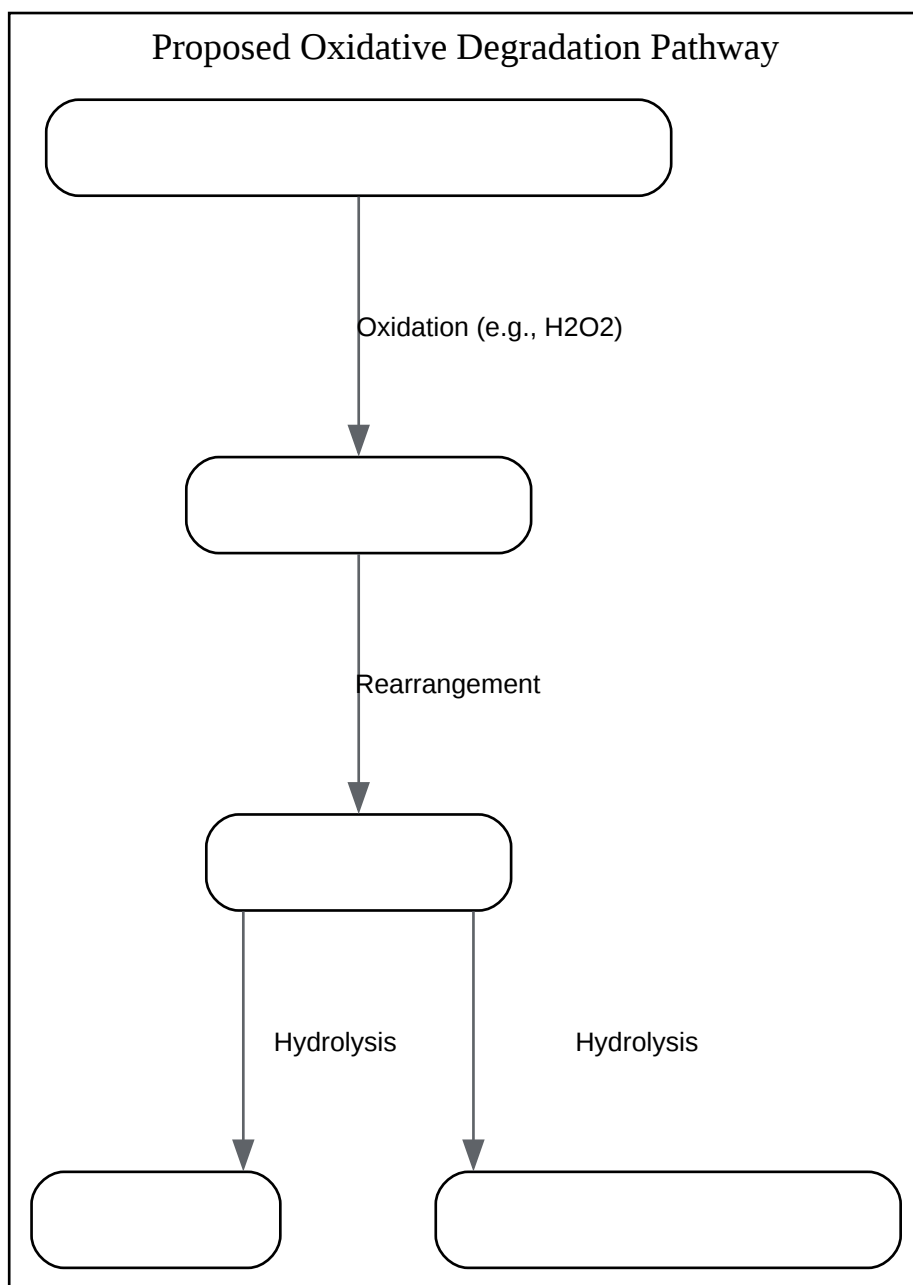 Proposed Oxidative Degradation Pathway
Oxidation (e.g., H2O2)
Rearrangement
Hydrolysis
Hydrolysis